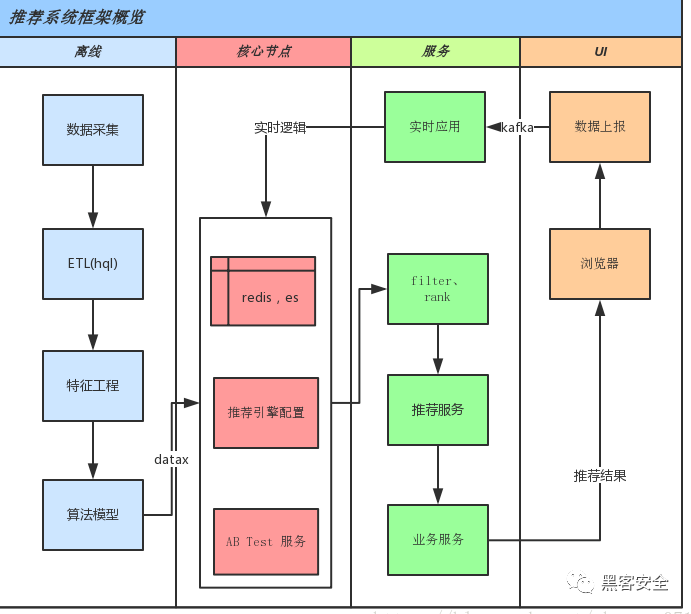 推荐系统框架概览
离线
核心节点
服务
UI
数据采集
实时逻辑
实时应用
kafka
数据上报
ETL(hql)
redis，es
filter、
rank
浏览器
特征工程
推荐引擎配置
推荐服务
datax
推荐结果
算法模型
AB Test 服务
业务服务
黑客安全